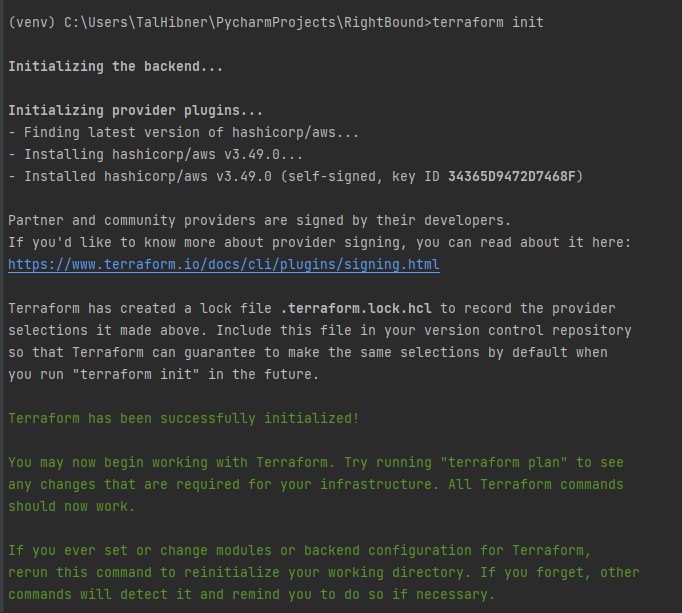 (venv) C:\Users\TalHibner\PycharmProjects\RightBound>terraform init
Initializing the backend...
Initializing provider plugins...
- Finding latest version of hashicorp/aws...
- Installing hashicorp/aws v3.49.0...
- Installed hashicorp/aws v3.49.0 (self-signed, key ID 34365D9472D7468F)
Partner and community providers are signed by their developers.
If you'd like to know more about provider signing, you can read about it here:
https://www.terraform.io/docs/cli/plugins/signing.html
Terraform has created a lock file .terraform.lock.hcl to record the provider
selections it made above. Include this file in your version control repository
so that Terraform can guarantee to make the same selections by default when
you run "terraform init" in the future.
Terraform has been successfully initialized!
You may now begin working with Terraform. Try running "terraform plan" to see
any changes that are required for your infrastructure. All Terraform commands
should now work.
If you ever set or change modules or backend configuration for Terraform,
rerun this command to reinitialize your working directory. If you forget, other
commands will detect it and remind you to do so if necessary.